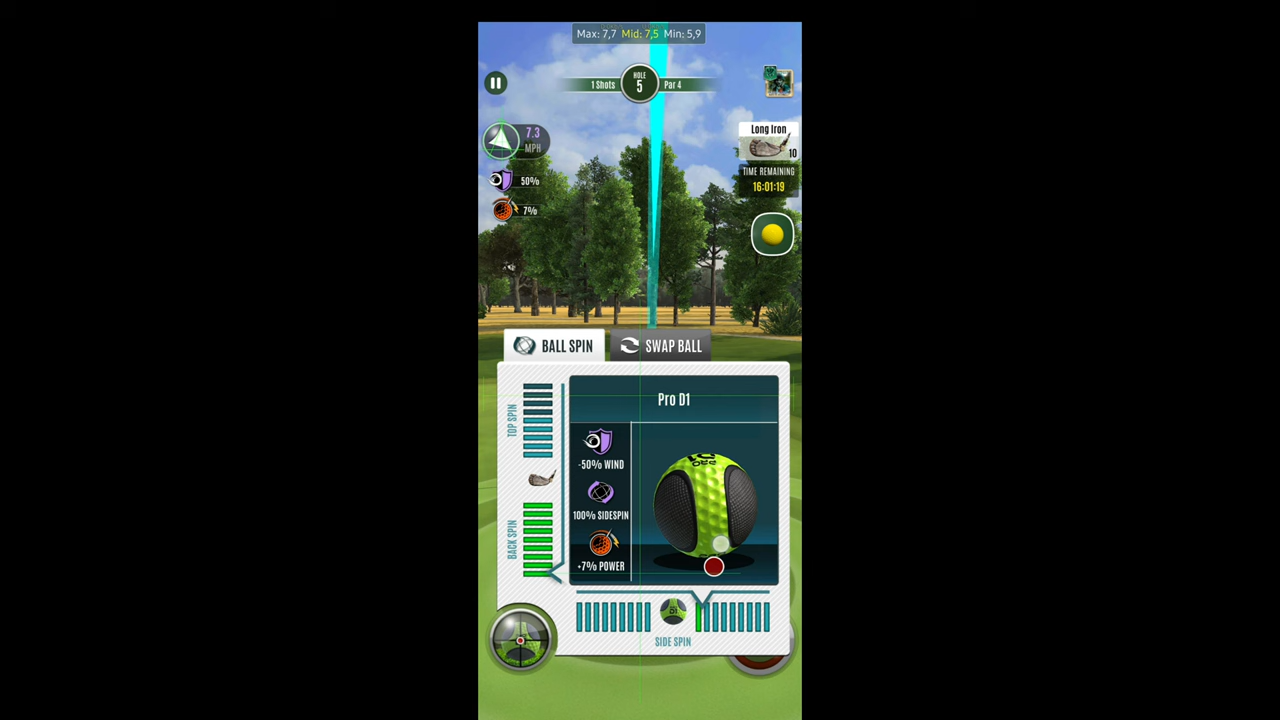 Max: 7,7 Mid: 7,5 Min: 5,9
HOLE
1 Shots 5 Par 4
7.3
MPH
Long Iron
10
50%
TIME REMAINING
16:01:19
7%
BALL SPIN SWAP BALL
Pro D1
TOP SPIN
PRO
-50% WIND
100% SIDESPIN
BACK SPIN
+7% POWER
SIDE SPIN